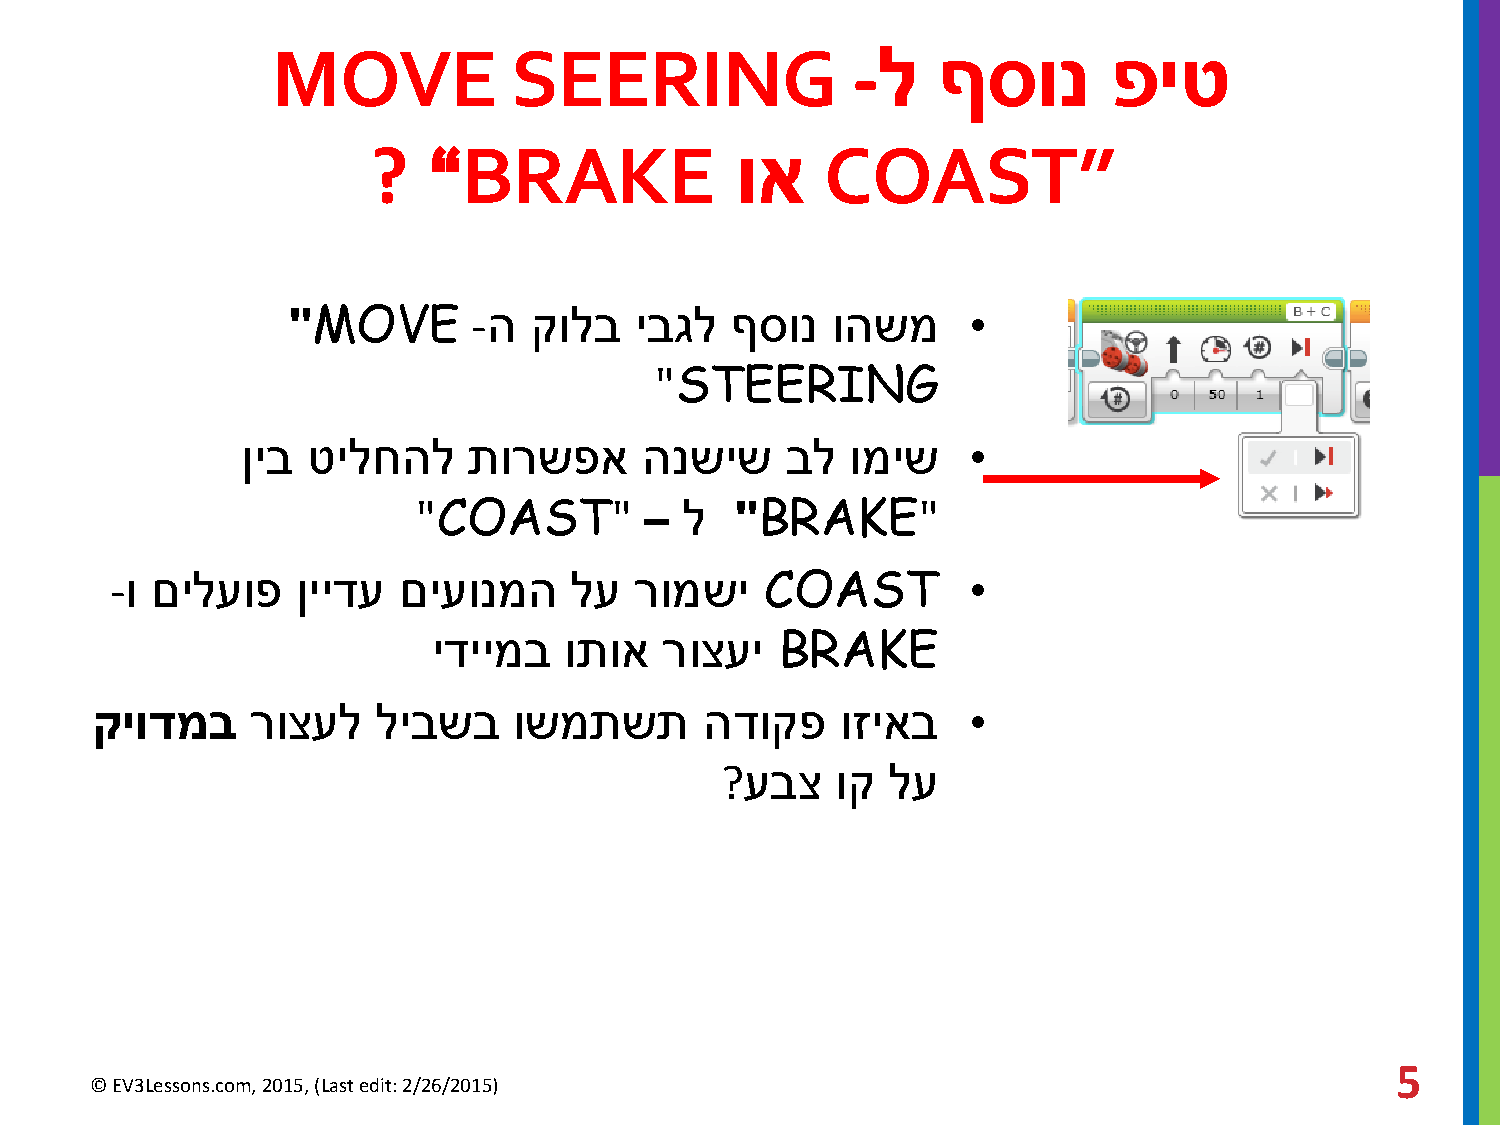 טיפ נוסף ל- MOVE SEERING
”COAST או BRAKE“ ?
• משהו נוסף לגבי בלוק ה- "MOVE
STEERING"
• שימו לב שישנה אפשרות להחליט בין
"BRAKE" ל – "COAST"
• COAST ישמור על המנועים עדיין פועלים ו-
BRAKE יעצור אותו במיידי
• באיזו פקודה תשתמשו בשביל לעצור במדויק
על קו צבע?
B + C
0 50 1
© EV3Lessons.com, 2015, (Last edit: 2/26/2015)
5